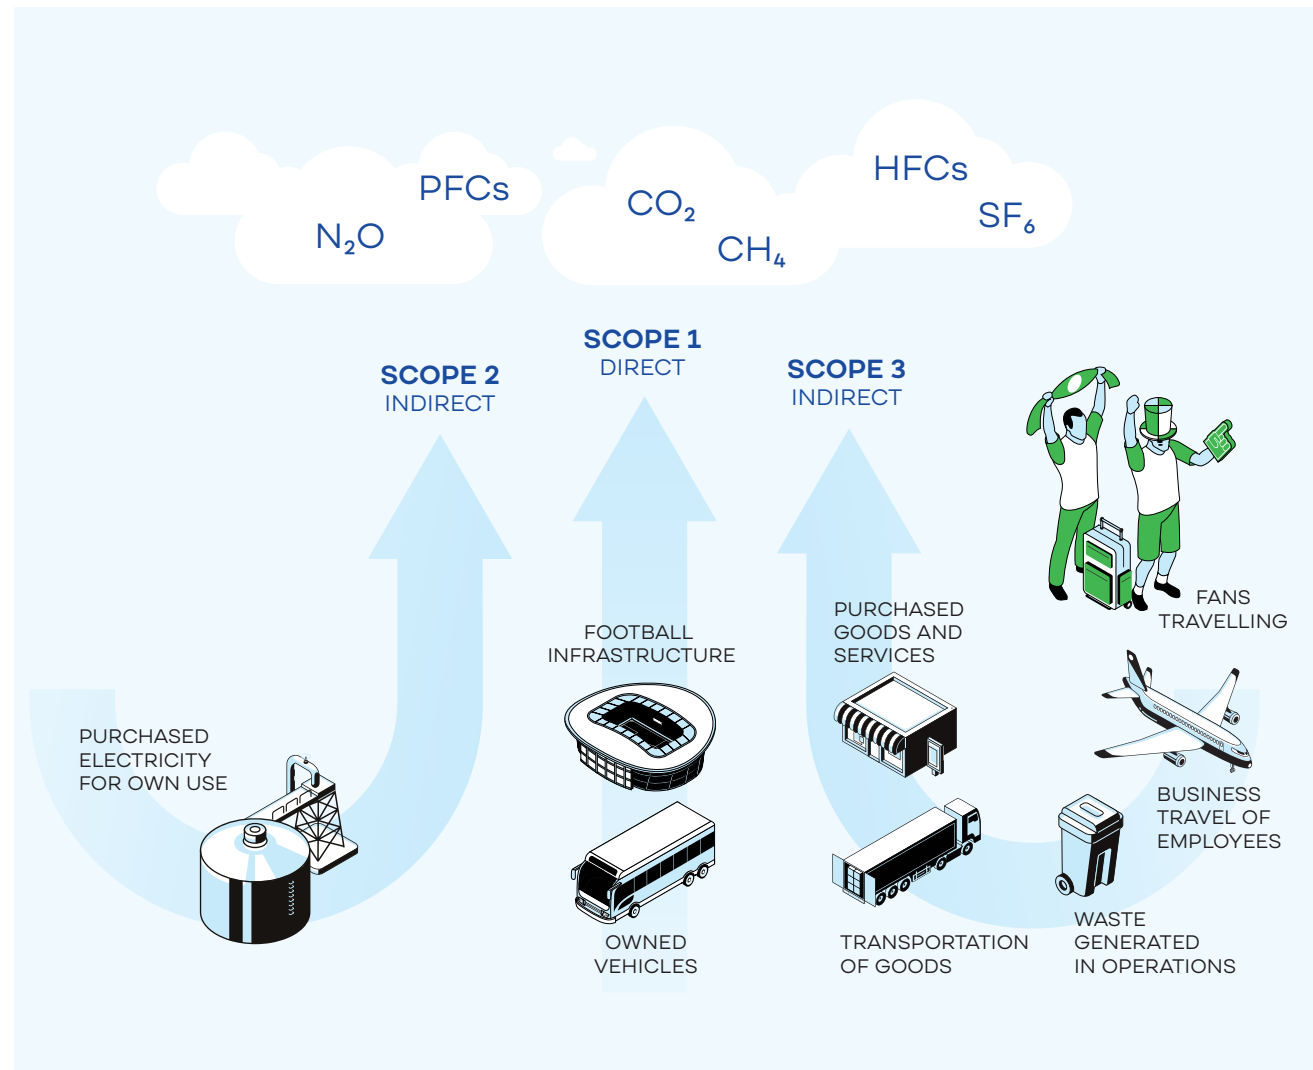 PFCs
N₂O
CO₂
CH₄
HFCs
SF₆
SCOPE 2
INDIRECT
SCOPE 1
DIRECT
SCOPE 3
INDIRECT
PURCHASED
ELECTRICITY
FOR OWN USE
FOOTBALL
INFRASTRUCTURE
OWNED
VEHICLES
PURCHASED
GOODS AND
SERVICES
TRANSPORTATION
OF GOODS
FANS
TRAVELLING
BUSINESS
TRAVEL OF
EMPLOYEES
WASTE
GENERATED
IN OPERATIONS